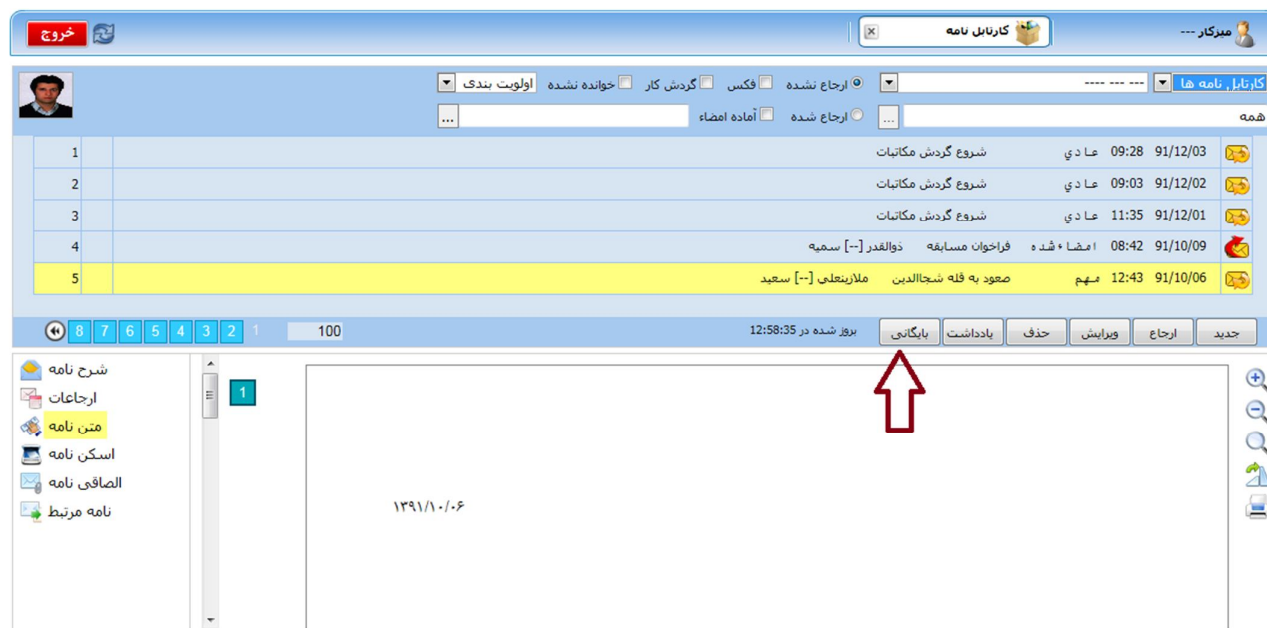 میزکار ---
کارتابل نامه
خروج
کارتابل نامه ها --- --- ----
ارجاع نشده فکس گردش کار خوانده نشده اولویت بندی
همه ... ارجاع شده آماده امضاء ...
91/12/03 09:28 عادي شروع گردش مکاتبات 1
91/12/02 09:03 عادي شروع گردش مکاتبات 2
91/12/01 11:35 عادي شروع گردش مکاتبات 3
91/10/09 08:42 امضاءشده فراخوان مسابقه ذوالقدر [--] سمیه 4
91/10/06 12:43 مهم صعود به قله شجاالدین ملازینعلی [--] سعید 5
جدید ارجاع ویرایش حذف یادداشت بایگانی بروز شده در 12:58:35 100 1 2 3 4 5 6 7 8
شرح نامه
ارجاعات
متن نامه
اسکن نامه
الصاقی نامه
نامه مرتبط
1
۱۳۹۱/۱۰/۰۶